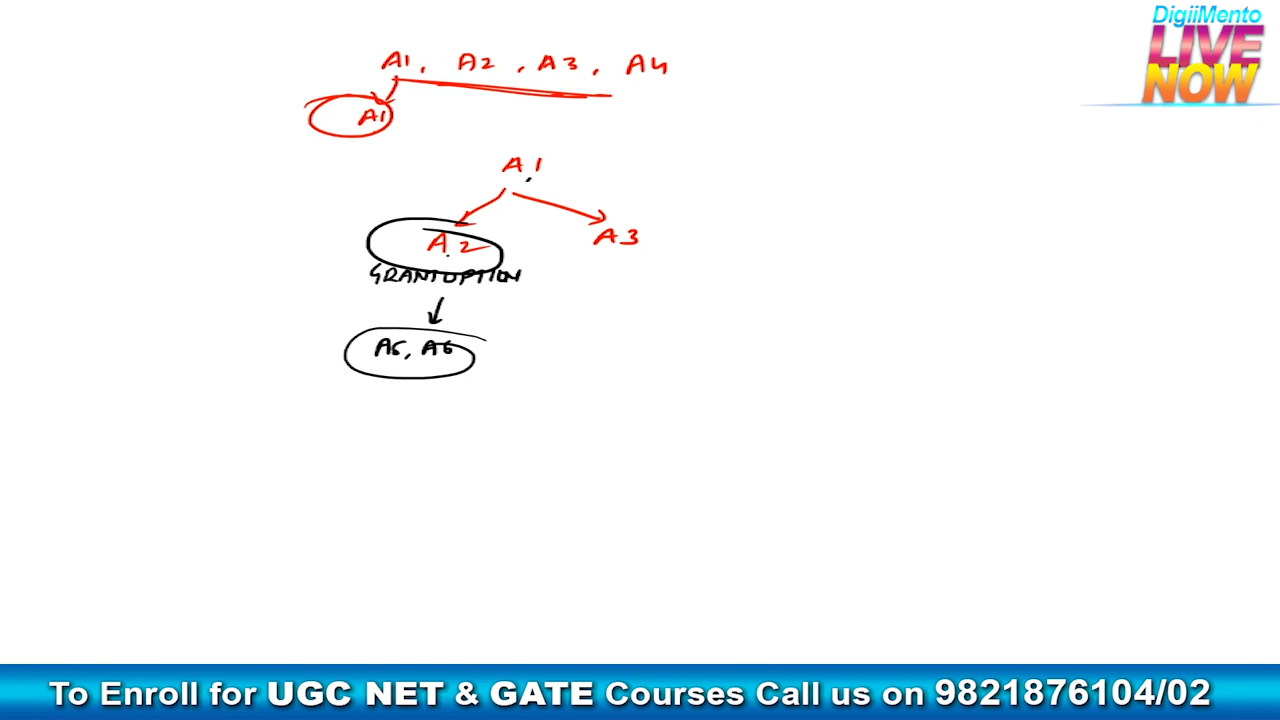 DigiiMento
LIVE
NOW
A1, A2, A3, A4
A1
A1
A2
A3
GRANT OPTION
A5, A6
To Enroll for UGC NET & GATE Courses Call us on 9821876104/02